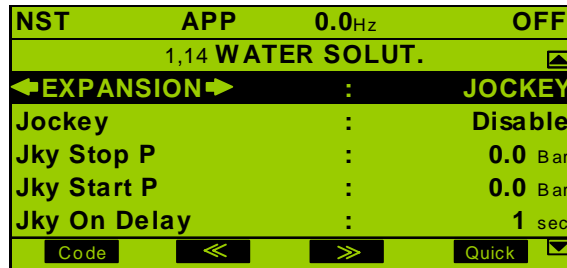 NST APP 0.0Hz OFF
1,14 WATER SOLUT.
EXPANSION : JOCKEY
Jockey : Disable
Jky Stop P : 0.0 Bar
Jky Start P : 0.0 Bar
Jky On Delay : 1 sec
Code ≪ ≫ Quick